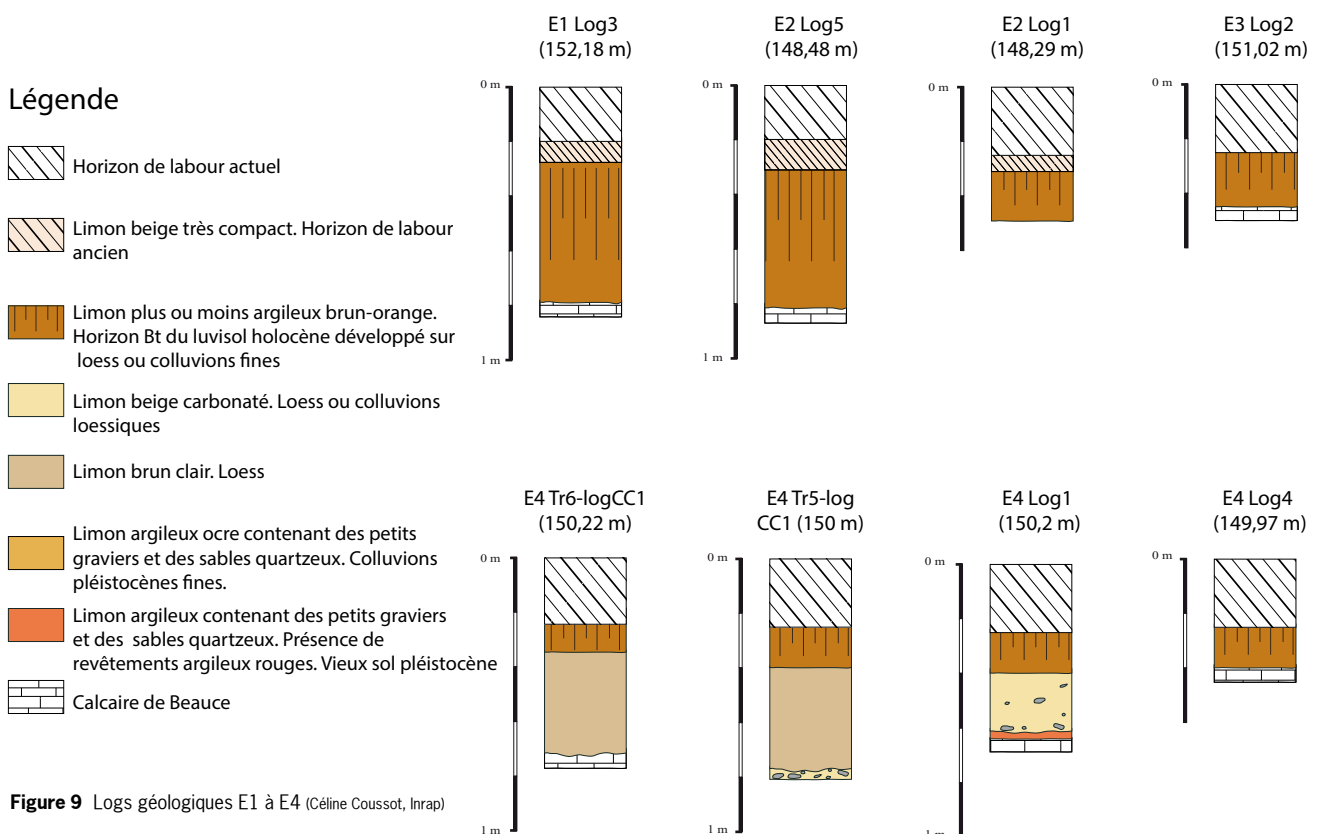 E1 Log3
(152,18 m)
E2 Log5
(148,48 m)
E2 Log1
(148,29 m)
E3 Log2
(151,02 m)
0 m
1 m
0 m
1 m
0 m
0 m
Légende
Horizon de labour actuel
Limon beige très compact. Horizon de labour
ancien
Limon plus ou moins argileux brun-orange.
Horizon Bt du luvisol holocène développé sur
loess ou colluvions fines
Limon beige carbonaté. Loess ou colluvions
loessiques
Limon brun clair. Loess
Limon argileux ocre contenant des petits
graviers et des sables quartzeux. Colluvions
pléistocènes fines.
Limon argileux contenant des petits graviers
et des sables quartzeux. Présence de
revêtements argileux rouges. Vieux sol pléistocène
Calcaire de Beauce
E4 Tr6-logCC1
(150,22 m)
E4 Tr5-log
CC1 (150 m)
E4 Log1
(150,2 m)
E4 Log4
(149,97 m)
0 m
1 m
0 m
1 m
0 m
1 m
0 m
Figure 9 Logs géologiques E1 à E4 (Céline Coussot, Inrap)